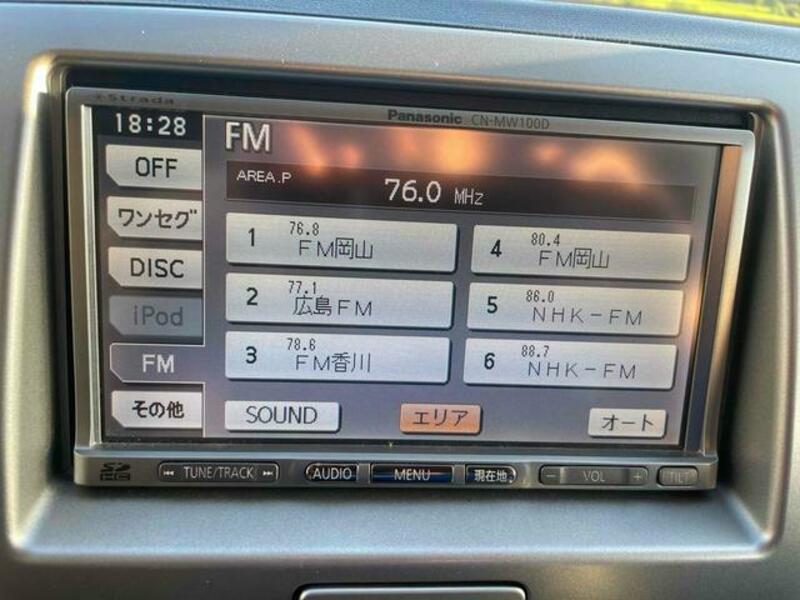 Strada
Panasonic CN-MW100D
18:28
FM
OFF
AREA.P
76.0 MHz
ワンセグ
1 76.8 FM岡山
4 80.4 FM岡山
DISC
2 77.1 広島FM
5 86.0 NHK-FM
iPod
3 78.6 FM香川
6 88.7 NHK-FM
FM
その他
SOUND
エリア
オート
SD HC
TUNE/TRACK
AUDIO
MENU
現在地
− VOL +
TILT